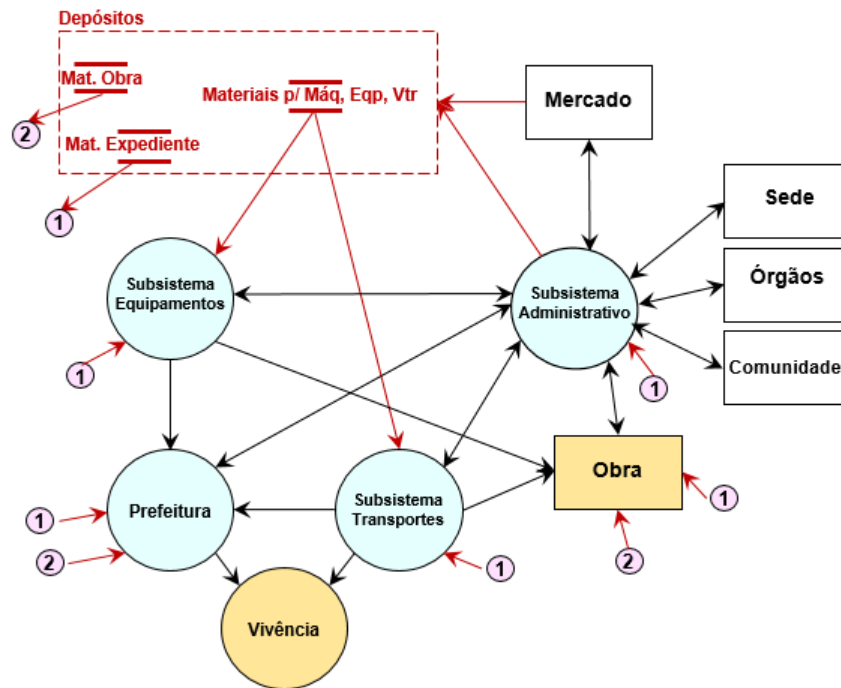 Depósitos
Mat. Obra
Materiais p/ Máq, Eqp, Vtr
Mercado
2
Mat. Expediente
1
Sede
Subsistema
Equipamentos
Subsistema
Administrativo
Órgãos
Comunidade
1
1
Obra
Prefeitura
Subsistema
Transportes
1
1
2
1
2
Vivência